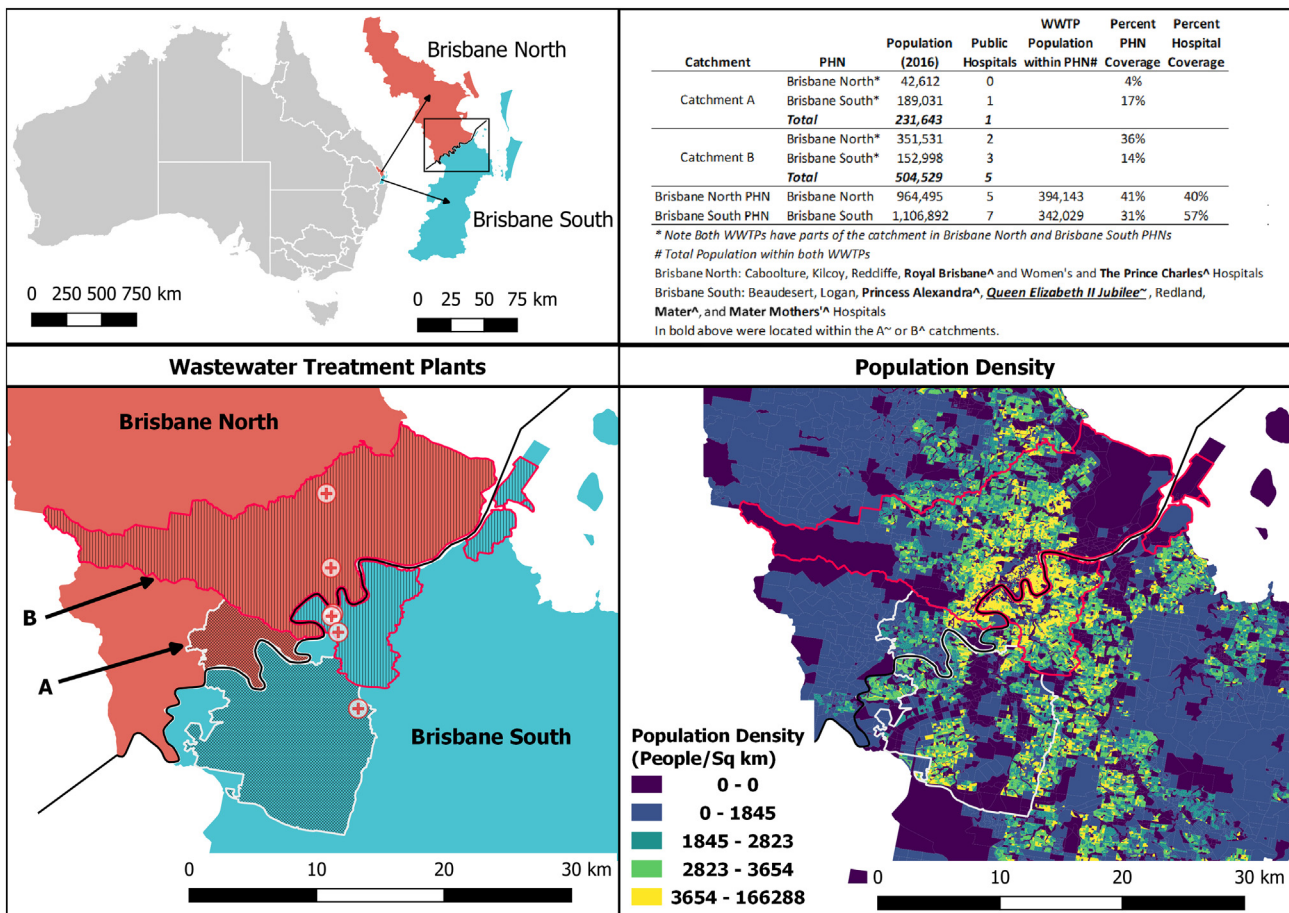 Brisbane North
Brisbane South
0 250 500 750 km
0 25 50 75 km
Catchment PHN Population (2016) Public Hospitals WWTP Population within PHN# Percent PHN Coverage Percent Hospital Coverage
Catchment A
Brisbane North* 42,612 0 4%
Brisbane South* 189,031 1 17%
Total 231,643 1
Catchment B
Brisbane North* 351,531 2 36%
Brisbane South* 152,998 3 14%
Total 504,529 5
Brisbane North PHN Brisbane North 964,495 5 394,143 41% 40%
Brisbane South PHN Brisbane South 1,106,892 7 342,029 31% 57%
* Note Both WWTPs have parts of the catchment in Brisbane North and Brisbane South PHNs
# Total Population within both WWTPs
Brisbane North: Caboolture, Kilcoy, Redcliffe, Royal Brisbane^ and Women's and The Prince Charles^ Hospitals
Brisbane South: Beaudesert, Logan, Princess Alexandra^, Queen Elizabeth II Jubilee~, Redland,
Mater^, and Mater Mothers'^ Hospitals
In bold above were located within the A~ or B^ catchments.
Wastewater Treatment Plants
Brisbane North
B
A
Brisbane South
0 10 20 30 km
Population Density
Population Density
(People/Sq km)
0 - 0
0 - 1845
1845 - 2823
2823 - 3654
3654 - 166288
0 10 20 30 km